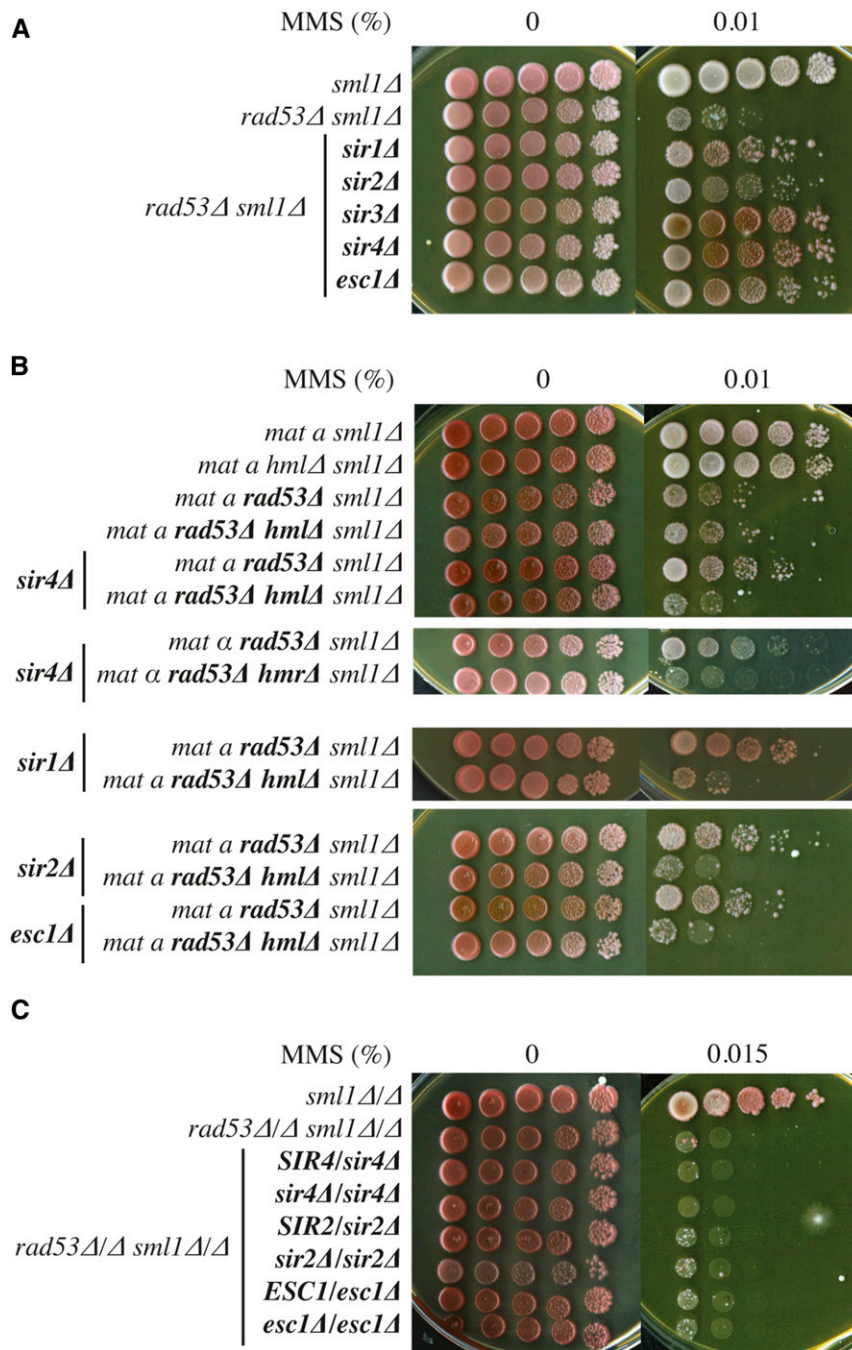 A
MMS (%) 0 0.01
sml1Δ
rad53Δ sml1Δ
sir1Δ
sir2Δ
sir3Δ
rad53Δ sml1Δ
sir4Δ
esc1Δ
B
MMS (%) 0 0.01
mat a sml1Δ
mat a hmlΔ sml1Δ
mat a rad53Δ sml1Δ
mat a rad53Δ hmlΔ sml1Δ
sir4Δ
mat a rad53Δ sml1Δ
mat a rad53Δ hmlΔ sml1Δ
sir4Δ
mat α rad53Δ sml1Δ
mat α rad53Δ hmrΔ sml1Δ
sir1Δ
mat a rad53Δ sml1Δ
mat a rad53Δ hmlΔ sml1Δ
sir2Δ
mat a rad53Δ sml1Δ
mat a rad53Δ hmlΔ sml1Δ
esc1Δ
mat a rad53Δ sml1Δ
mat a rad53Δ hmlΔ sml1Δ
C
MMS (%) 0 0.015
sml1Δ/Δ
rad53Δ/Δ sml1Δ/Δ
rad53Δ/Δ sml1Δ/Δ
SIR4/sir4Δ
sir4Δ/sir4Δ
SIR2/sir2Δ
sir2Δ/sir2Δ
ESC1/esc1Δ
esc1Δ/esc1Δ